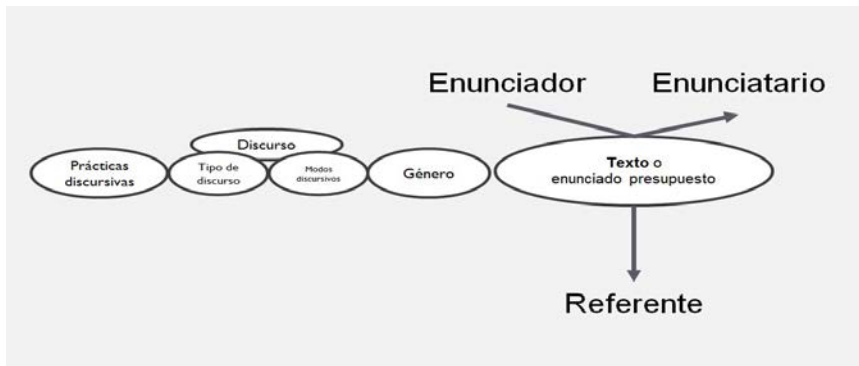 Enunciador
Enunciatario
Discurso
Prácticas
discursivas
Tipo de
discurso
Modos
discursivos
Género
Texto o
enunciado presupuesto
Referente